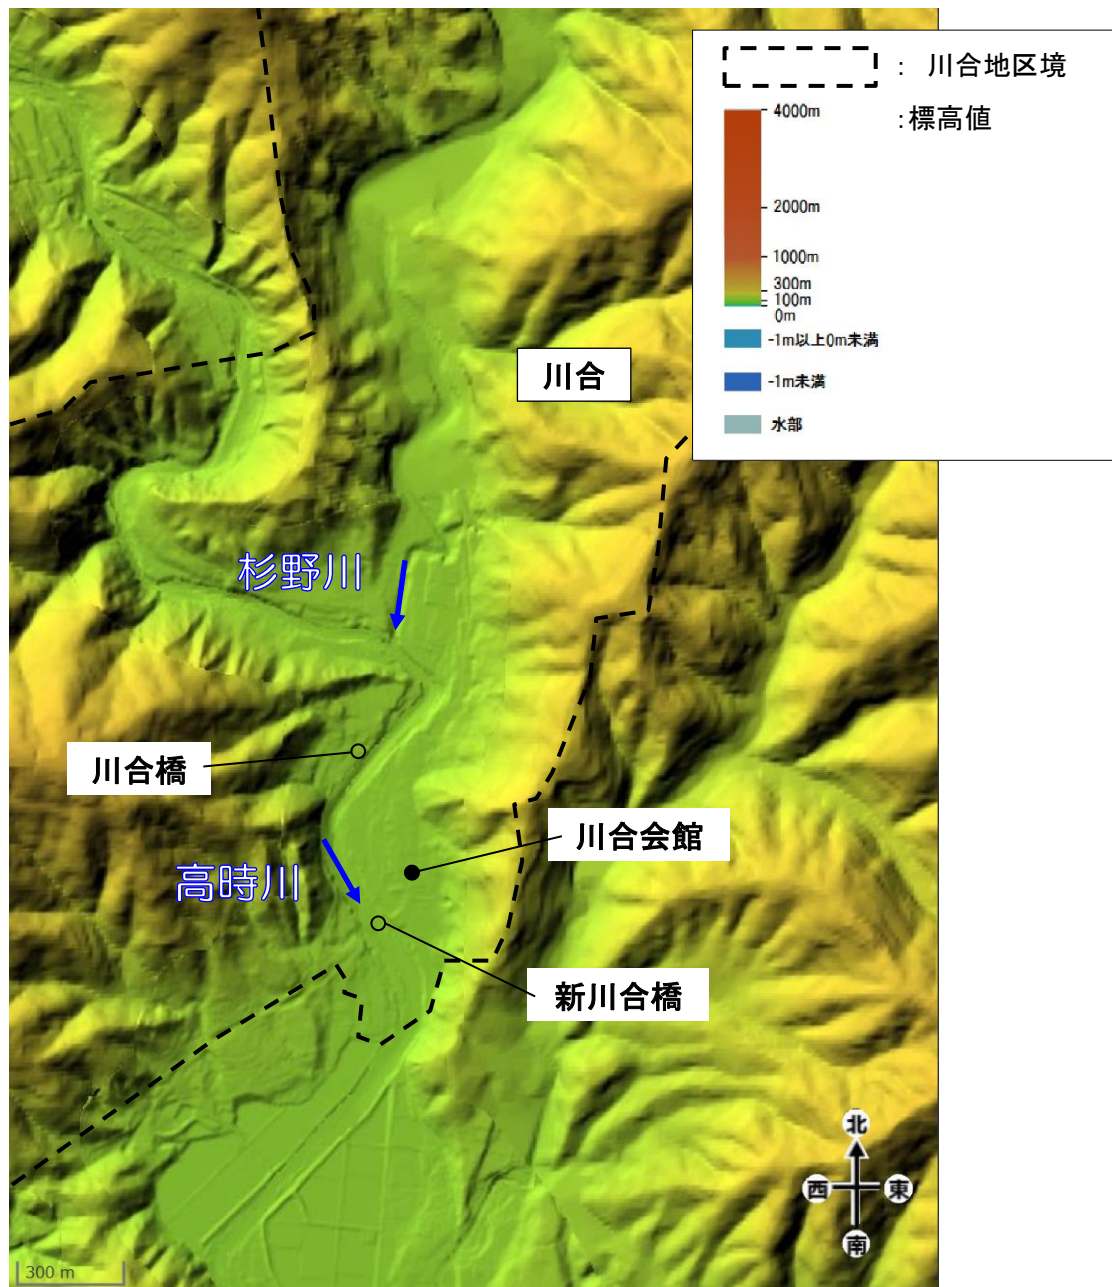 ： 川合地区境
4000m
：標高値
2000m
1000m
300m
100m
0m
-1m以上0m未満
-1m未満
水部
川合
杉野川
川合橋
川合会館
高時川
新川合橋
北
西
東
南
300 m